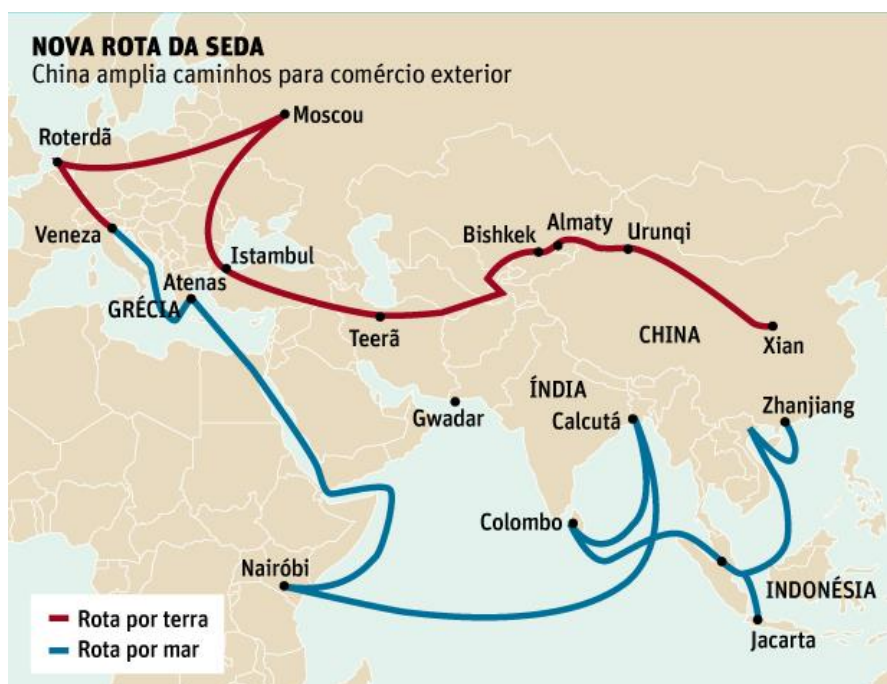 NOVA ROTA DA SEDA
China amplia caminhos para comércio exterior
Moscou
Roterdã
Veneza
Istambul
Atenas
GRÉCIA
Bishkek
Almaty
Urunqi
Teerã
CHINA
Xian
Gwadar
ÍNDIA
Calcutá
Zhanjiang
Colombo
Nairóbi
INDONÉSIA
Jacarta
Rota por terra
Rota por mar